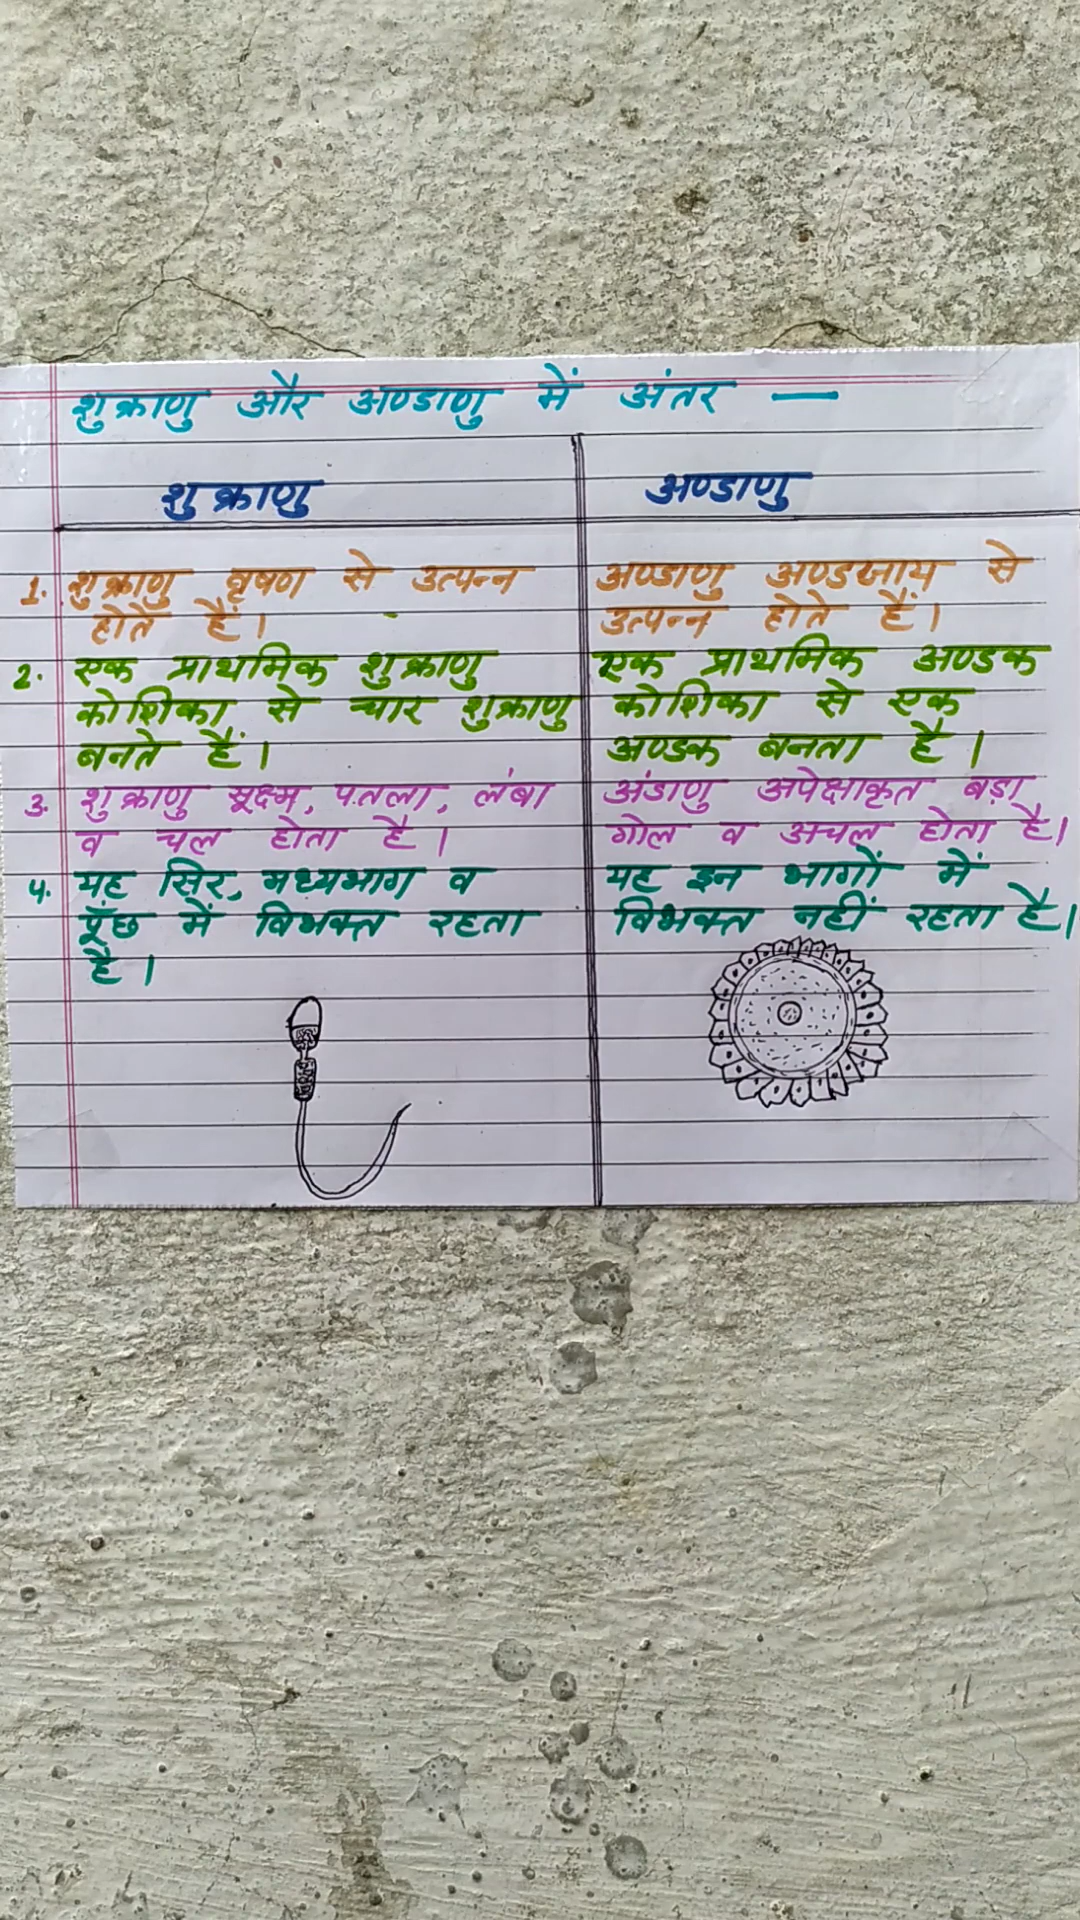 शुक्राणु और अण्डाणु में अंतर —
शुक्राणु
अण्डाणु
1. शुक्राणु वृषण से उत्पन्न
होते हैं।
2. एक प्राथमिक शुक्राणु
कोशिका से चार शुक्राणु
बनते हैं।
3. शुक्राणु सूक्ष्म, पतला, लंबा
व चल होता है।
4. यह सिर, मध्यभाग व
पूँछ में विभक्त रहता
है।
अण्डाणु अण्डाशय से
उत्पन्न होते हैं।
एक प्राथमिक अण्डक
कोशिका से एक
अण्डक बनता है।
अंडाणु अपेक्षाकृत बड़ा
गोल व अचल होता है।
यह इन भागों में
विभक्त नहीं रहता है।